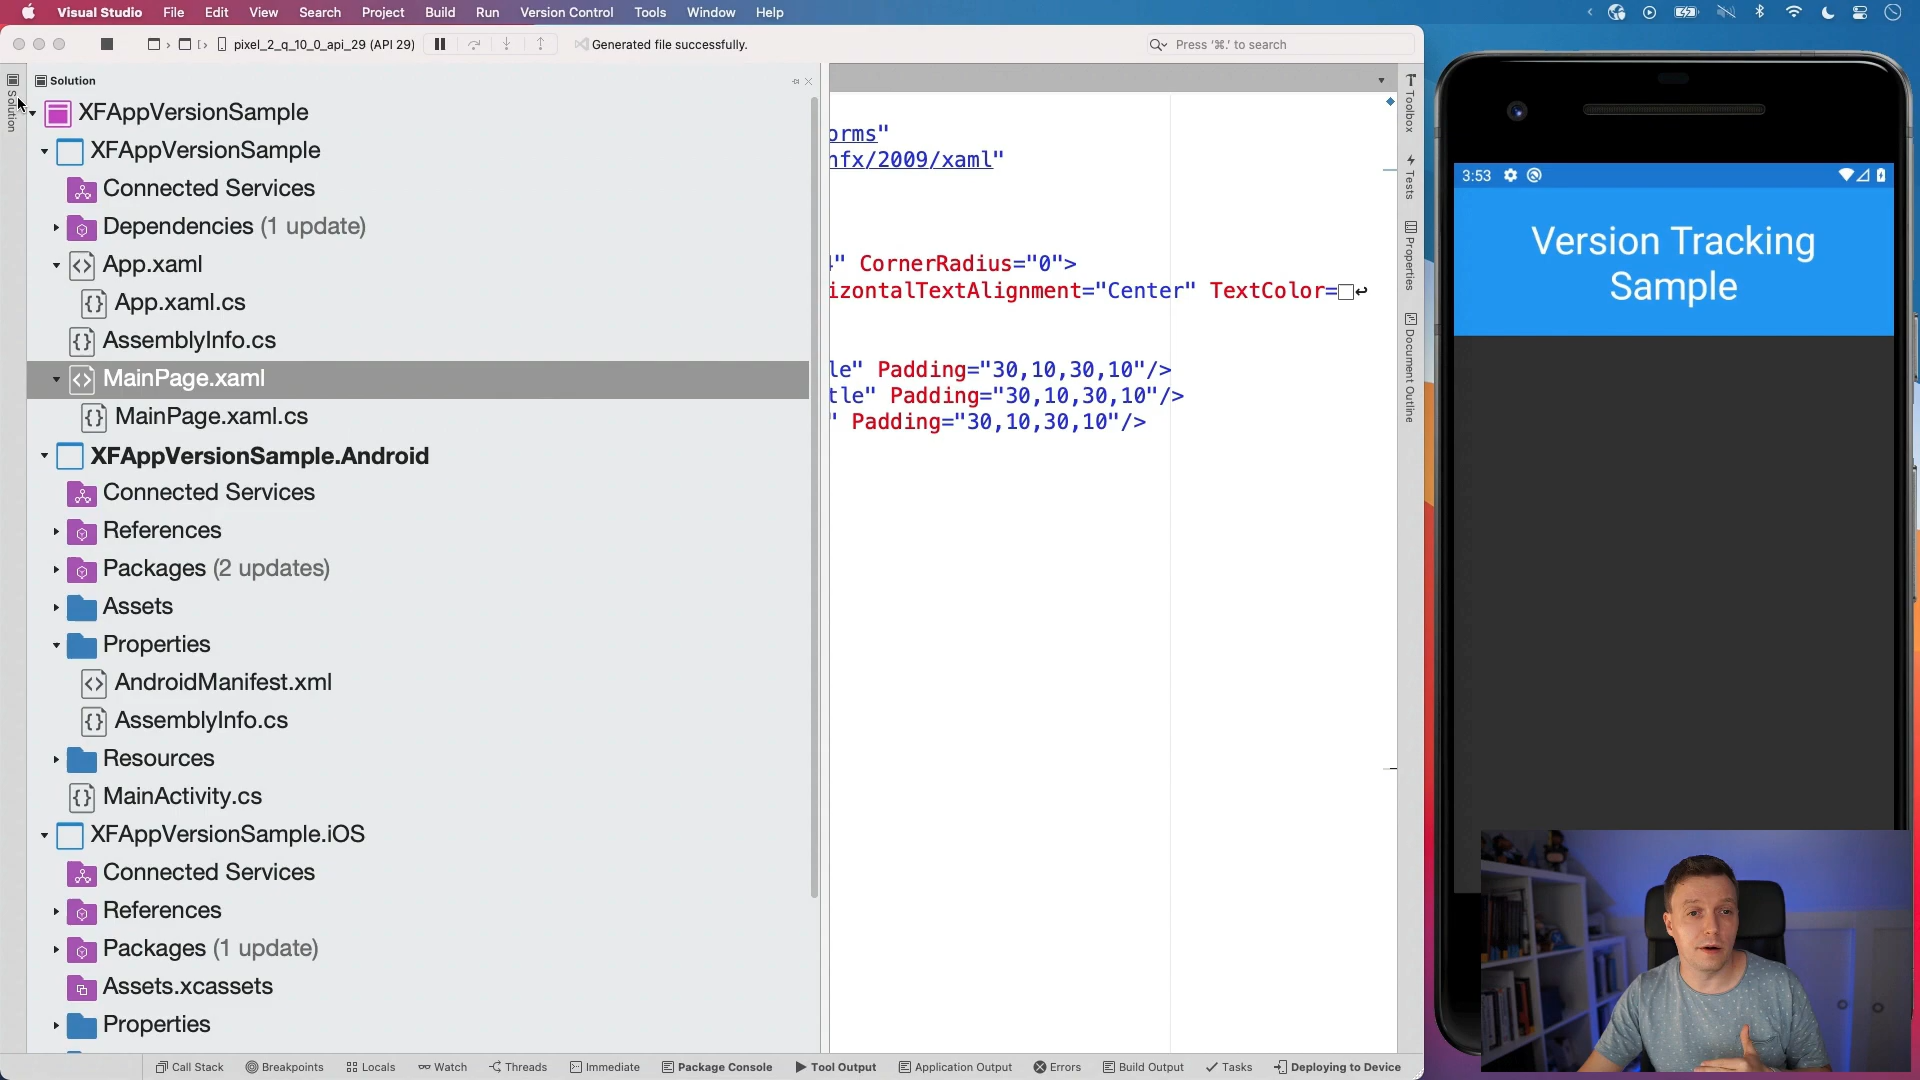 Visual Studio File Edit View Search Project Build Run Version Control Tools Window Help
pixel_2_q_10_0_api_29 (API 29) Generated file successfully. Press '⌘.' to search
Solution
Solution
XFAppVersionSample
XFAppVersionSample
Connected Services
Dependencies (1 update)
App.xaml
App.xaml.cs
AssemblyInfo.cs
MainPage.xaml
MainPage.xaml.cs
XFAppVersionSample.Android
Connected Services
References
Packages (2 updates)
Assets
Properties
AndroidManifest.xml
AssemblyInfo.cs
Resources
MainActivity.cs
XFAppVersionSample.iOS
Connected Services
References
Packages (1 update)
Assets.xcassets
Properties
orms"
nfx/2009/xaml"
" CornerRadius="0">
izontalTextAlignment="Center" TextColor=
le" Padding="30,10,30,10"/>
tle" Padding="30,10,30,10"/>
" Padding="30,10,30,10"/>
Toolbox
Tests
Properties
Document Outline
3:53
Version Tracking
Sample
Call Stack Breakpoints Locals Watch Threads Immediate Package Console Tool Output Application Output Errors Build Output Tasks Deploying to Device